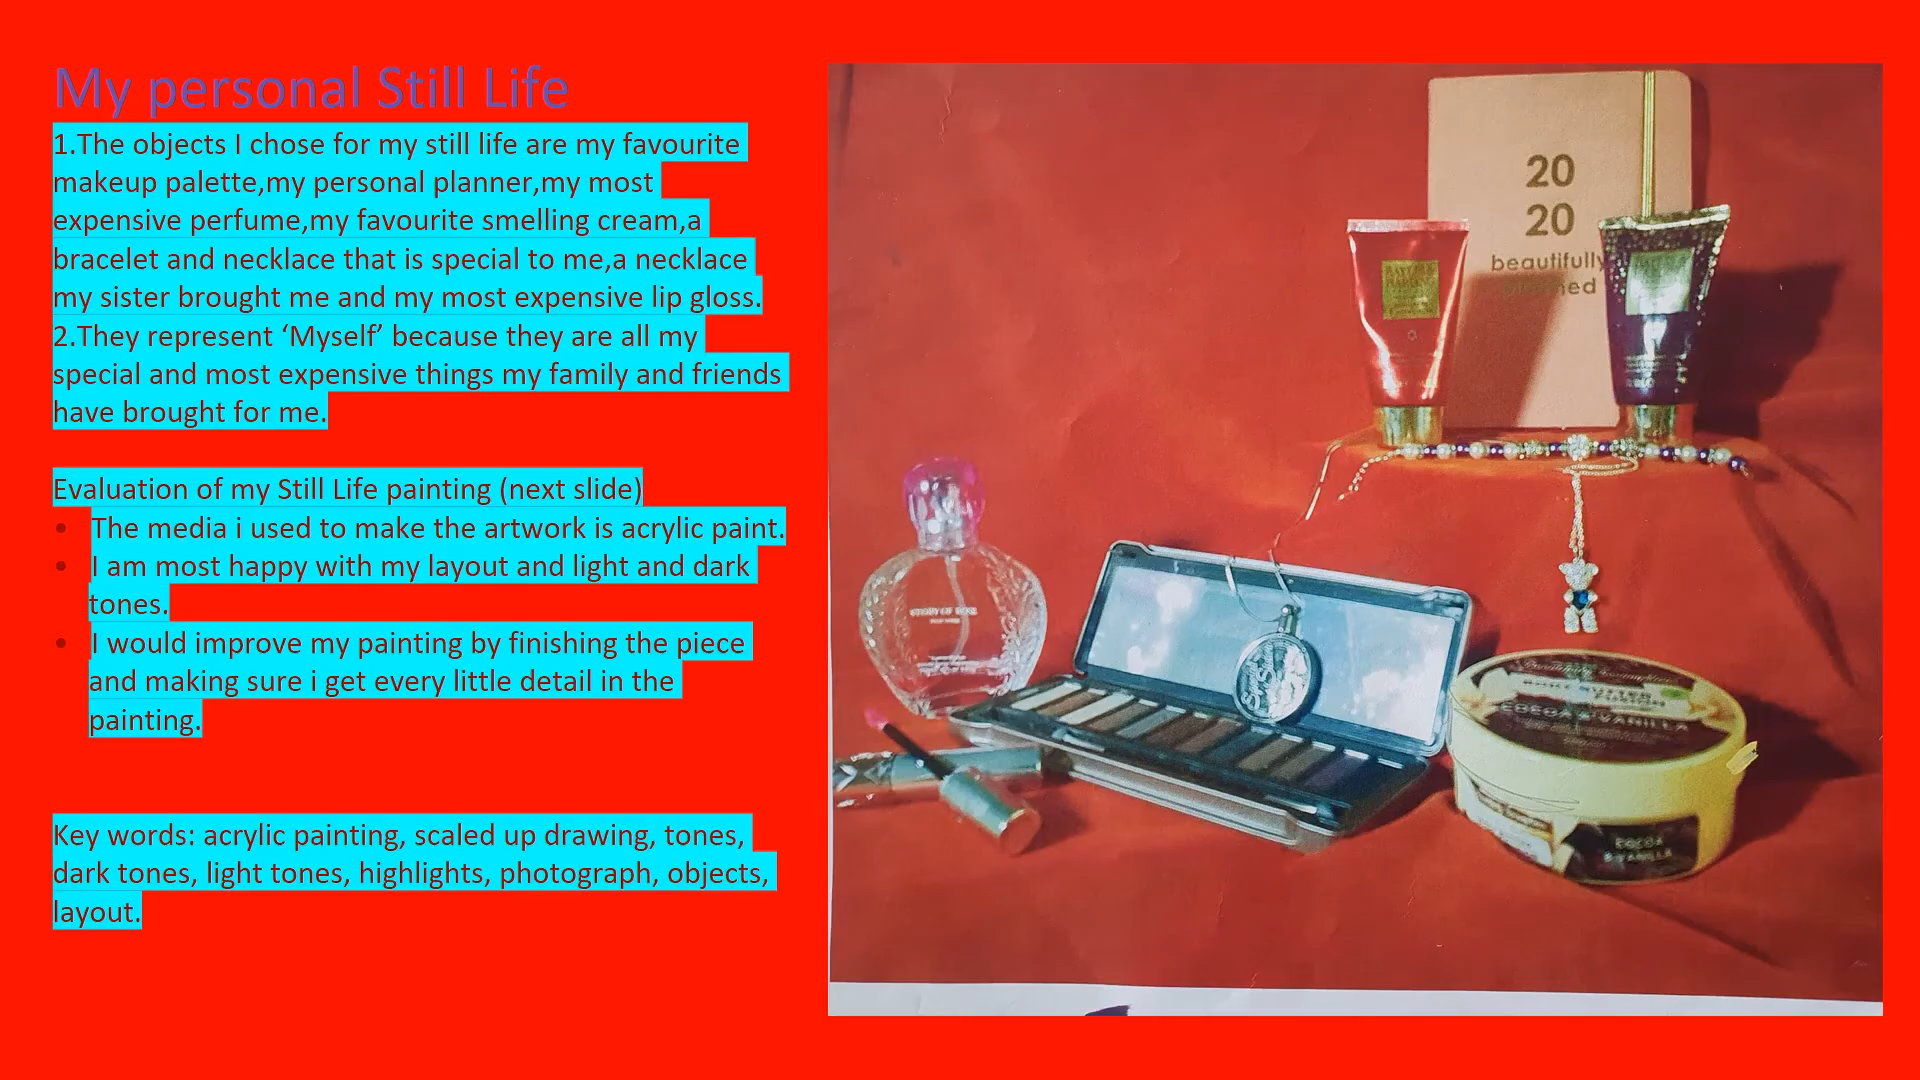 My personal Still Life
1.The objects I chose for my still life are my favourite
makeup palette,my personal planner,my most
expensive perfume,my favourite smelling cream,a
bracelet and necklace that is special to me,a necklace
my sister brought me and my most expensive lip gloss.
2.They represent ‘Myself’ because they are all my
special and most expensive things my family and friends
have brought for me.
Evaluation of my Still Life painting (next slide)
• The media i used to make the artwork is acrylic paint.
• I am most happy with my layout and light and dark
tones.
• I would improve my painting by finishing the piece
and making sure i get every little detail in the
painting.
Key words: acrylic painting, scaled up drawing, tones,
dark tones, light tones, highlights, photograph, objects,
layout.
20
20
beautifully
COCOA & VANILLA
COCOA
& VANILLA